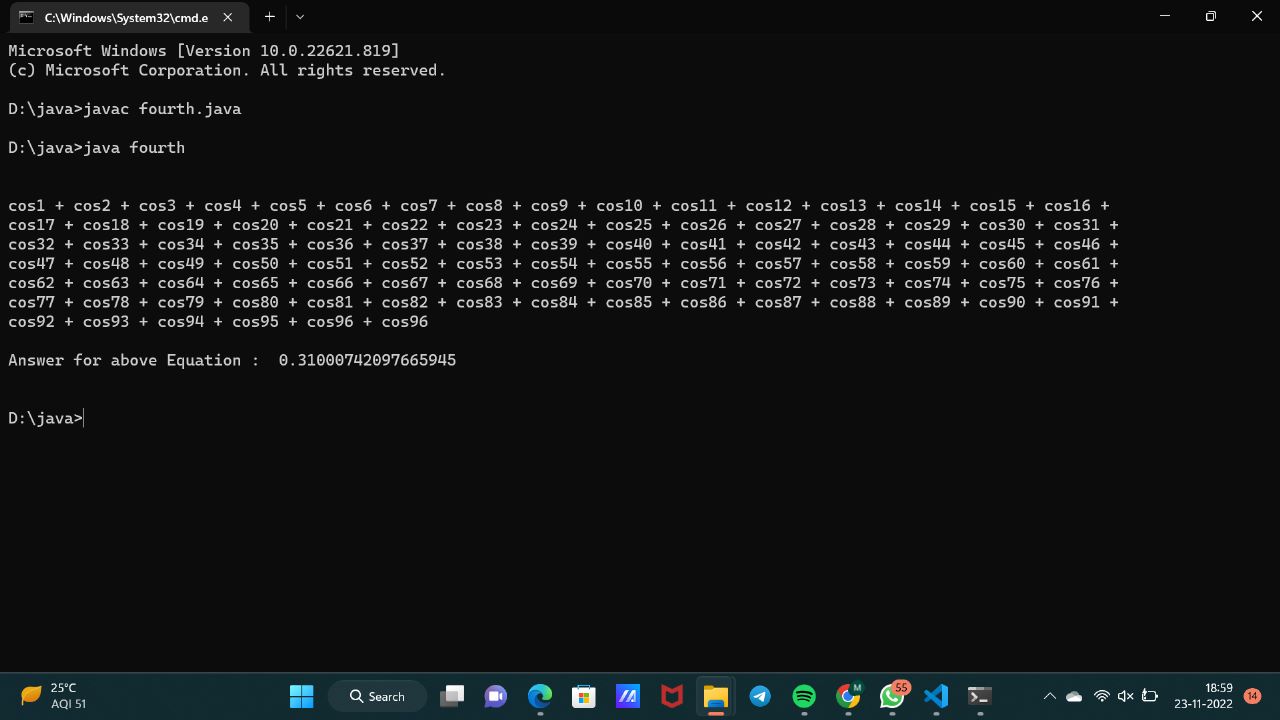 C:\Windows\System32\cmd.e
Microsoft Windows [Version 10.0.22621.819]
(c) Microsoft Corporation. All rights reserved.
D:\java>javac fourth.java
D:\java>java fourth
cos1 + cos2 + cos3 + cos4 + cos5 + cos6 + cos7 + cos8 + cos9 + cos10 + cos11 + cos12 + cos13 + cos14 + cos15 + cos16 +
cos17 + cos18 + cos19 + cos20 + cos21 + cos22 + cos23 + cos24 + cos25 + cos26 + cos27 + cos28 + cos29 + cos30 + cos31 +
cos32 + cos33 + cos34 + cos35 + cos36 + cos37 + cos38 + cos39 + cos40 + cos41 + cos42 + cos43 + cos44 + cos45 + cos46 +
cos47 + cos48 + cos49 + cos50 + cos51 + cos52 + cos53 + cos54 + cos55 + cos56 + cos57 + cos58 + cos59 + cos60 + cos61 +
cos62 + cos63 + cos64 + cos65 + cos66 + cos67 + cos68 + cos69 + cos70 + cos71 + cos72 + cos73 + cos74 + cos75 + cos76 +
cos77 + cos78 + cos79 + cos80 + cos81 + cos82 + cos83 + cos84 + cos85 + cos86 + cos87 + cos88 + cos89 + cos90 + cos91 +
cos92 + cos93 + cos94 + cos95 + cos96 + cos96
Answer for above Equation :  0.31000742097665945
D:\java>
25°C
AQI 51
Search
M
55
18:59
23-11-2022
14